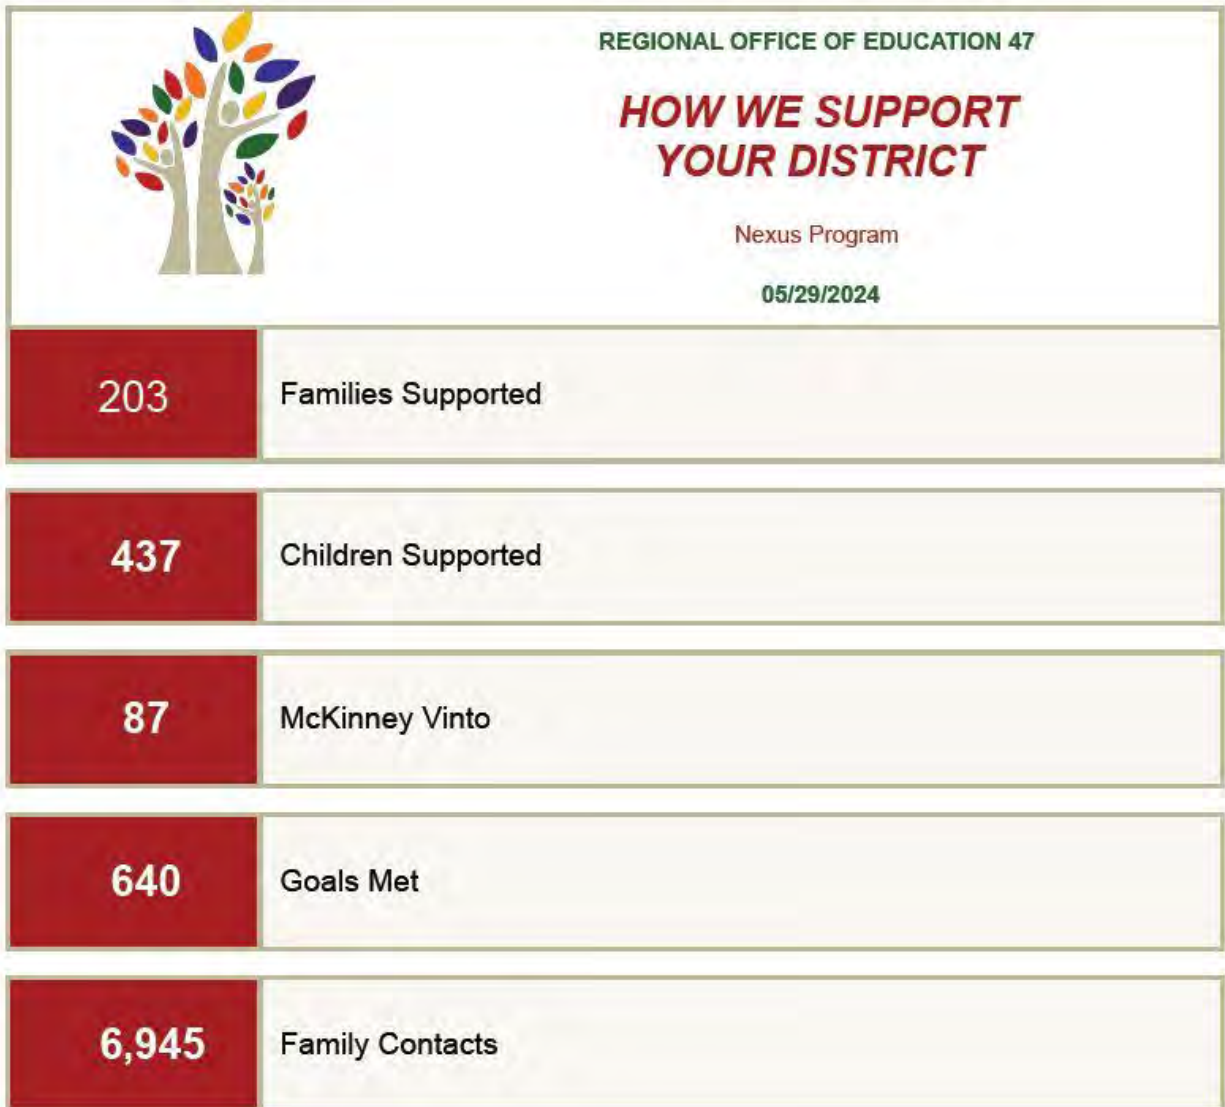 REGIONAL OFFICE OF EDUCATION 47
HOW WE SUPPORT
YOUR DISTRICT
Nexus Program
05/29/2024
203 Families Supported
437 Children Supported
87 McKinney Vinto
640 Goals Met
6,945 Family Contacts